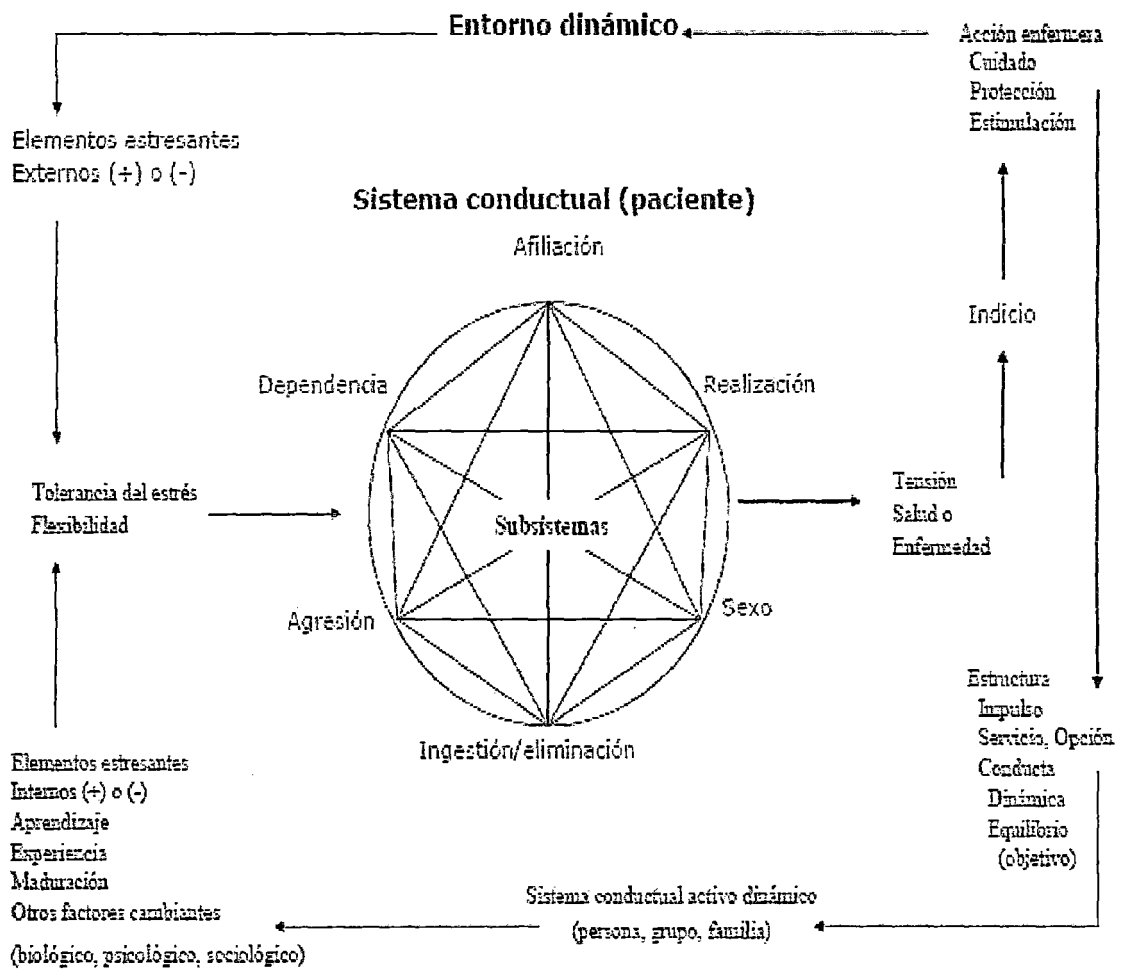 Entorno dinámico
Acción enfermera
Cuidado
Protección
Estimulación
Elementos estresantes
Externos (+) o (-)
Sistema conductual (paciente)
Afiliación
Indicio
Dependencia
Realización
Tolerancia del estrés
Flexibilidad
Subsistemas
Tensión
Salud o
Enfermedad
Agresión
Sexo
Ingestión/eliminación
Estructura
Impulso
Servicio, Opción
Conducta
Dinámica
Equilibrio
(objetivo)
Elementos estresantes
Internos (+) o (-)
Aprendizaje
Experiencia
Maduración
Otros factores cambiantes
(biológico, psicológico, sociológico)
Sistema conductual activo dinámico
(persona, grupo, familia)